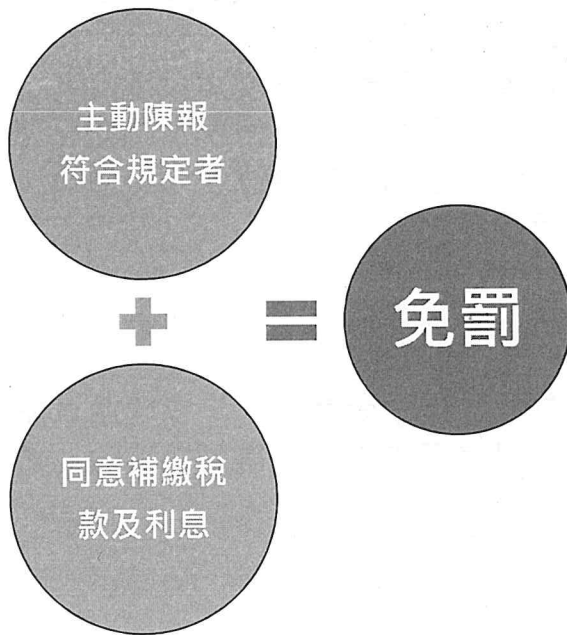 主動陳報
符合規定者
+
=
免罰
同意補繳稅
款及利息